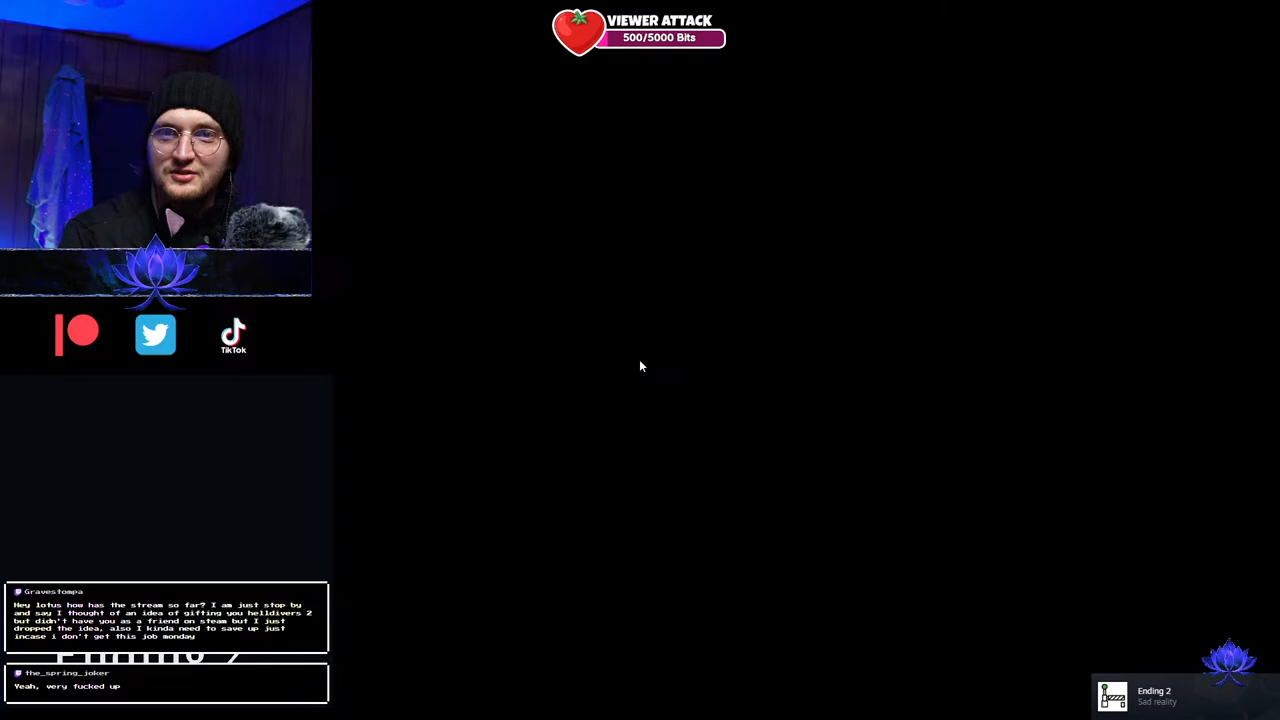 VIEWER ATTACK
500/5000 Bits
TikTok
Gravestompa
Hey lotus how has the stream so far? I am just stop by
and say I thought of an idea of gifting you helldivers 2
but didn't have you as a friend on steam but I just
dropped the idea, also I kinda need to save up just
incase i don't get this job monday
Ending 2
the_spring_joker
Yeah, very fucked up
Ending 2
Sad reality